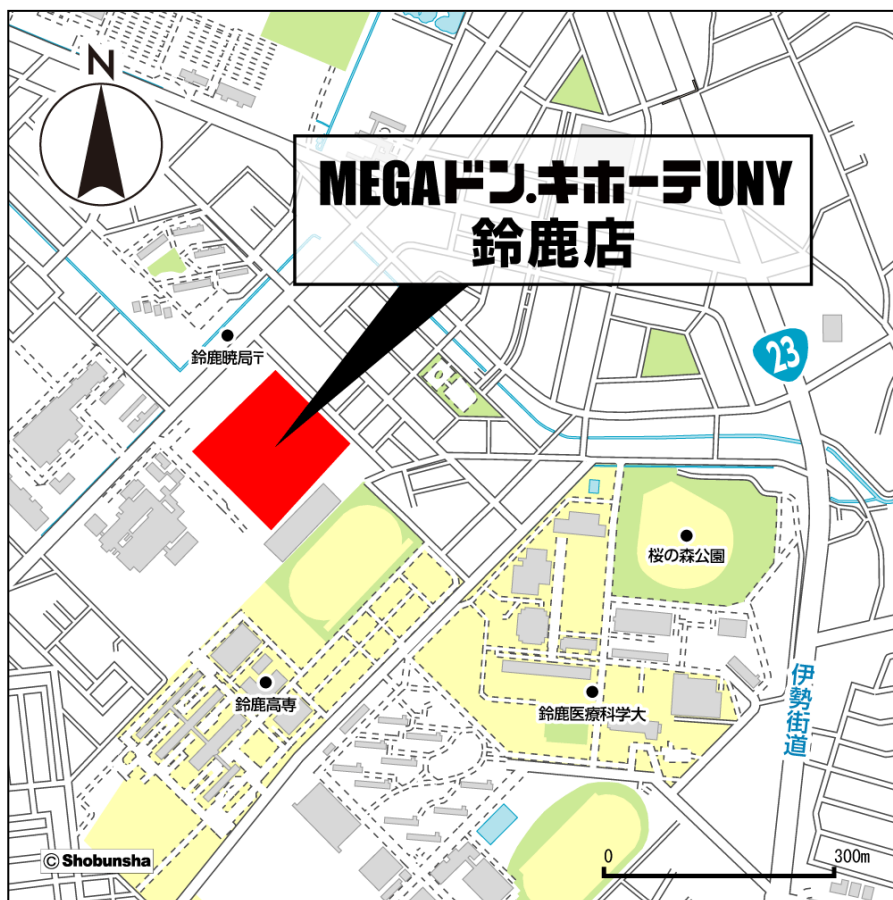 N
MEGAドン.キホーテUNY
鈴鹿店
23
鈴鹿暁局〒
桜の森公園
鈴鹿高専
鈴鹿医療科学大
伊勢街道
© Shobunsha
0 300m